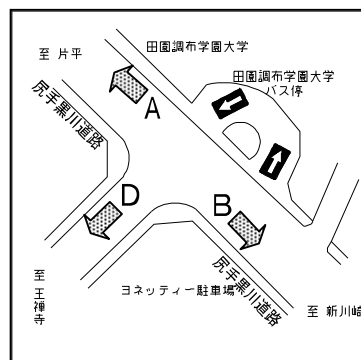 田園調布学園大学
至 片平
田園調布学園大学
バス停
尻手黒川道路
A
D
B
ヨネッティー駐車場
尻手黒川道路
至 王禅寺
至 新川崎